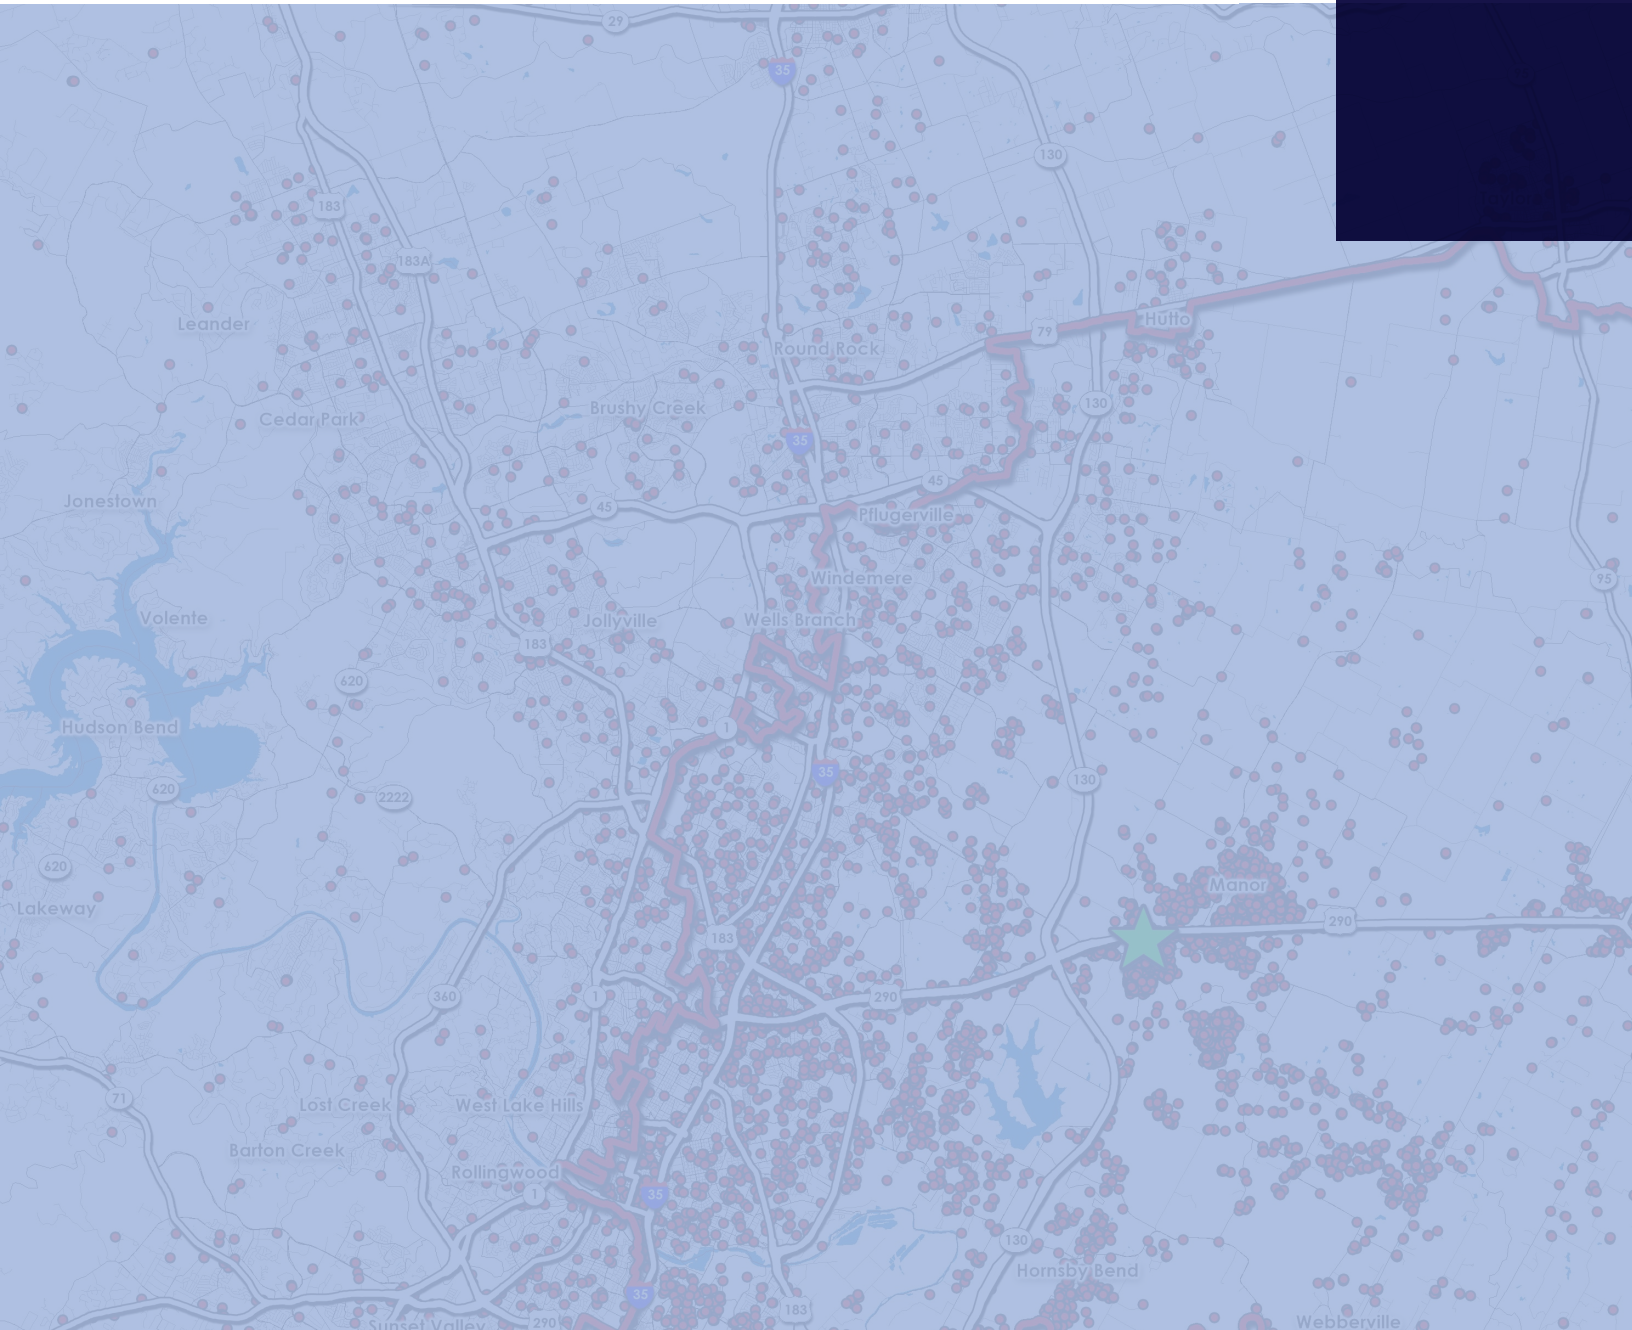 29
35
130
183
183A
Leander
Hutto
79
Round Rock
130
Cedar Park
Brushy Creek
35
45
Jonestown
45
Pflugerville
Windemere
95
Volente
Jollyville
Wells Branch
183
620
Hudson Bend
1
35
130
620
2222
620
Manor
Lakeway
290
183
360
1
290
71
Lost Creek
West Lake Hills
Barton Creek
Rollingwood
1
35
130
Hornsby Bend
35
183
Sunset Valley
290
Webberville